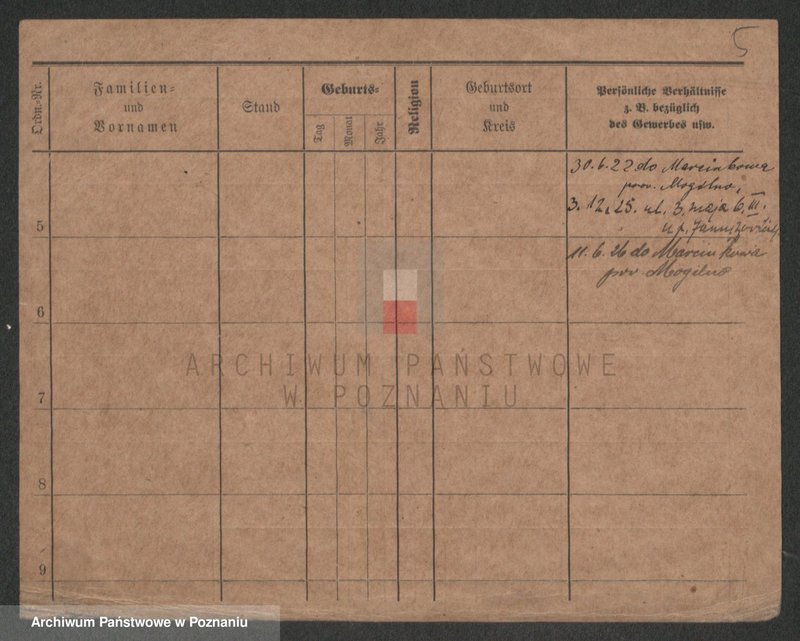 5
Ordn.-Nr.
Familien=
und
Vornamen
Stand
Geburts=
Tag
Monat
Jahr
Religion
Geburtsort
und
Kreis
Persönliche Verhältnisse
z. B. bezüglich
des Gewerbes usw.
30.6.22 do Marcinkowa
pow. Mogilno,
5
3.12.25. ul. 3 maja 6 III.
u p.
11.6.26 do Marcinkowa
pow Mogilno
6
7
8
9
ARCHIWUM PAŃSTWOWE
W POZNANIU
Archiwum Państwowe w Poznaniu